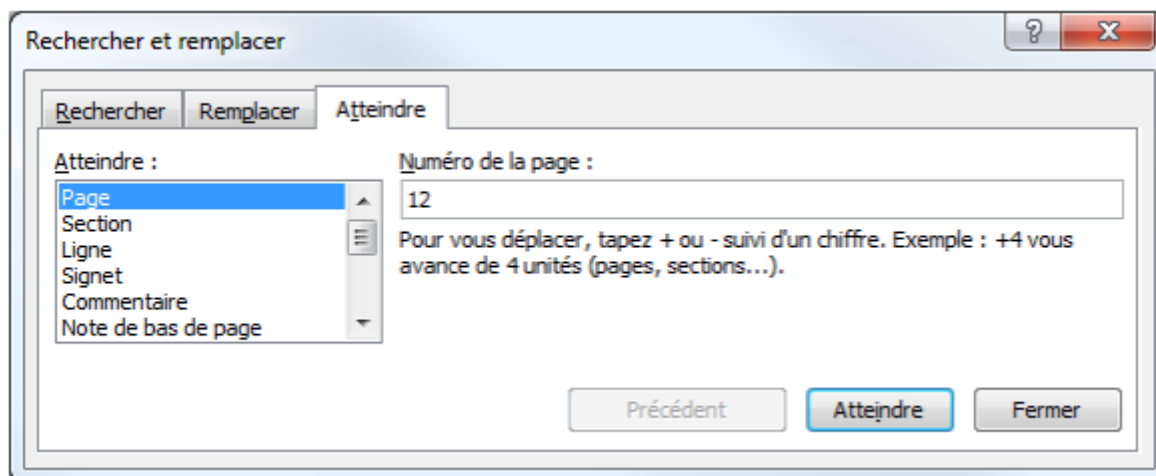 Rechercher et remplacer
Rechercher
Remplacer
Atteindre
Atteindre :
Page
Section
Ligne
Signet
Commentaire
Note de bas de page
Numéro de la page :
12
Pour vous déplacer, tapez + ou - suivi d'un chiffre. Exemple : +4 vous
avance de 4 unités (pages, sections...).
Précédent
Atteindre
Fermer